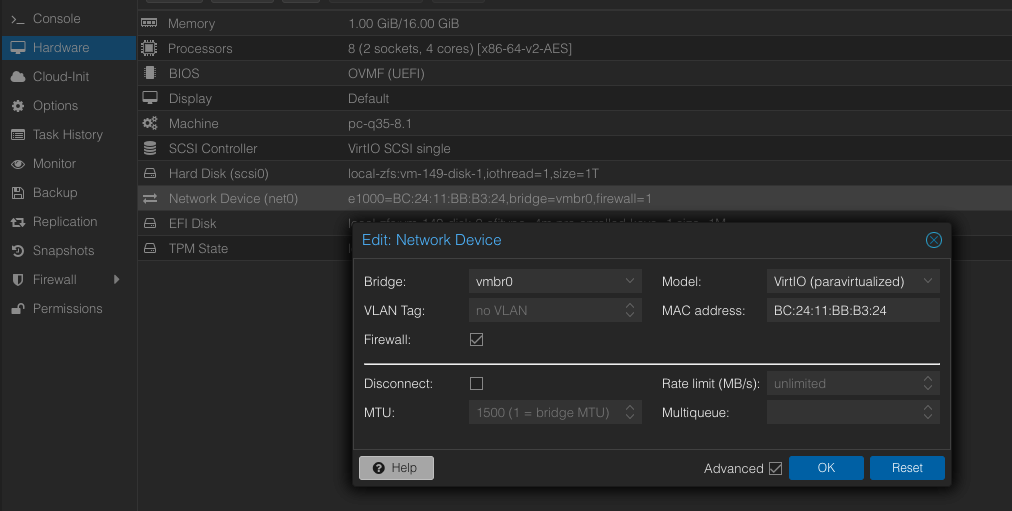 Console
Hardware
Cloud-Init
Options
Task History
Monitor
Backup
Replication
Snapshots
Firewall
Permissions
Memory 1.00 GiB/16.00 GiB
Processors 8 (2 sockets, 4 cores) [x86-64-v2-AES]
BIOS OVMF (UEFI)
Display Default
Machine pc-q35-8.1
SCSI Controller VirtIO SCSI single
Hard Disk (scsi0) local-zfs:vm-149-disk-1,iothread=1,size=1T
Network Device (net0) e1000=BC:24:11:BB:B3:24,bridge=vmbr0,firewall=1
EFI Disk
TPM State
Edit: Network Device
Bridge: vmbr0 Model: VirtIO (paravirtualized)
VLAN Tag: no VLAN MAC address: BC:24:11:BB:B3:24
Firewall:
Disconnect: Rate limit (MB/s): unlimited
MTU: 1500 (1 = bridge MTU) Multiqueue:
Help Advanced OK Reset